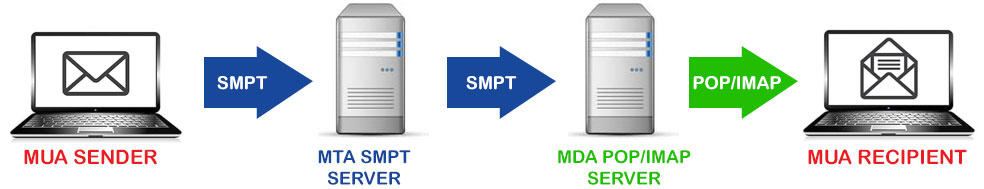 SMPT
SMPT
POP/IMAP
MUA SENDER
MTA SMPT
SERVER
MDA POP/IMAP
SERVER
MUA RECIPIENT